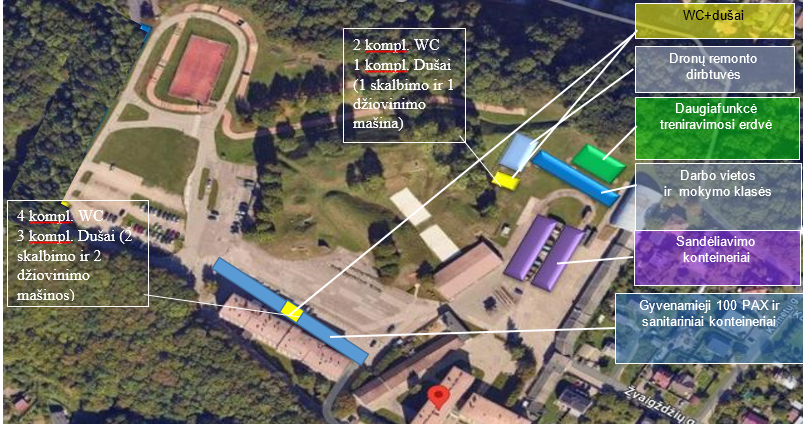 WC+dušai
2 kompl. WC
1 kompl. Dušai
(1 skalbimo ir 1
džiovinimo
mašina)
Dronų remonto
dirbtuvės
Daugiafunkcė
treniravimosi erdvė
Darbo vietos
ir mokymo klasės
4 kompl. WC
3 kompl. Dušai (2
skalbimo ir 2
džiovinimo
mašinos)
Sandėliavimo
konteineriai
Gyvenamieji 100 PAX ir
sanitariniai konteineriai
Žvaigždžių g.